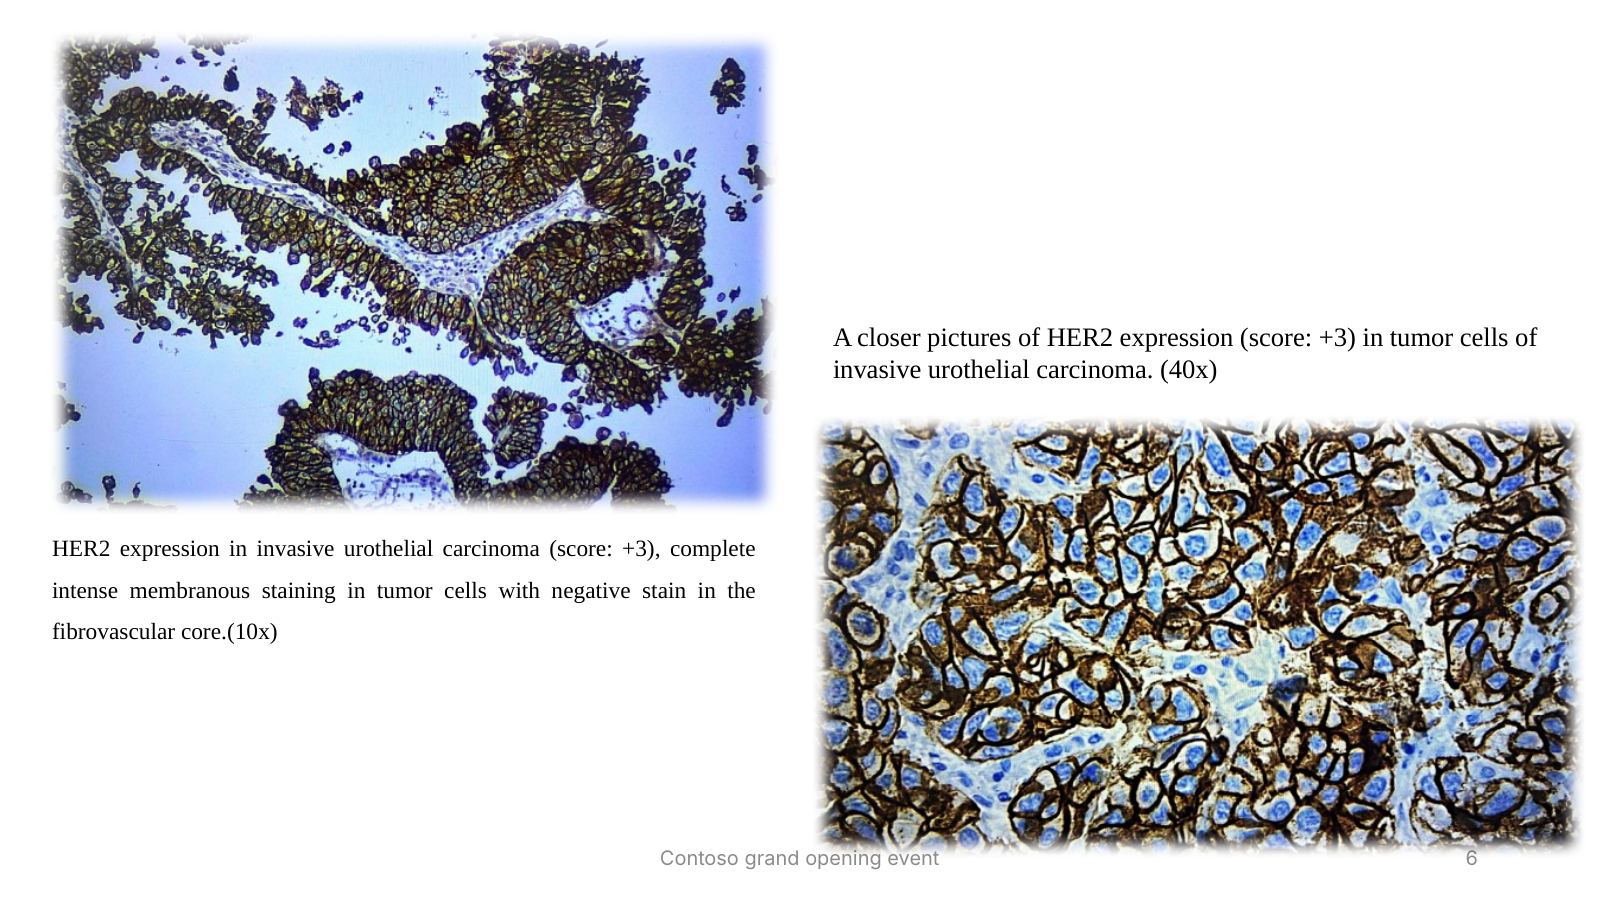 A closer pictures of HER2 expression (score: +3) in tumor cells of
invasive urothelial carcinoma. (40x)
HER2 expression in invasive urothelial carcinoma (score: +3), complete
intense membranous staining in tumor cells with negative stain in the
fibrovascular core.(10x)
Contoso grand opening event
6